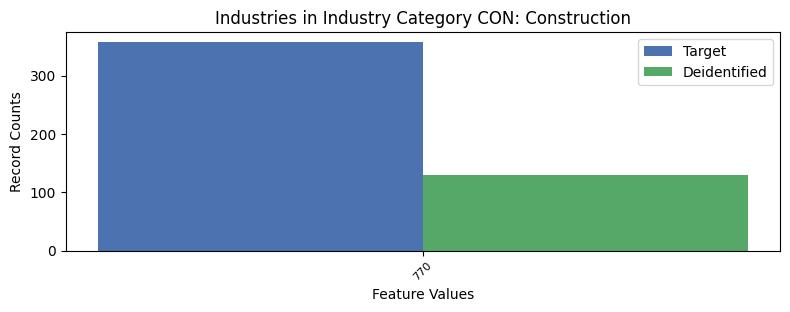 Industries in Industry Category CON: Construction
Target
Deidentified
Record Counts
300
200
100
0
770
Feature Values